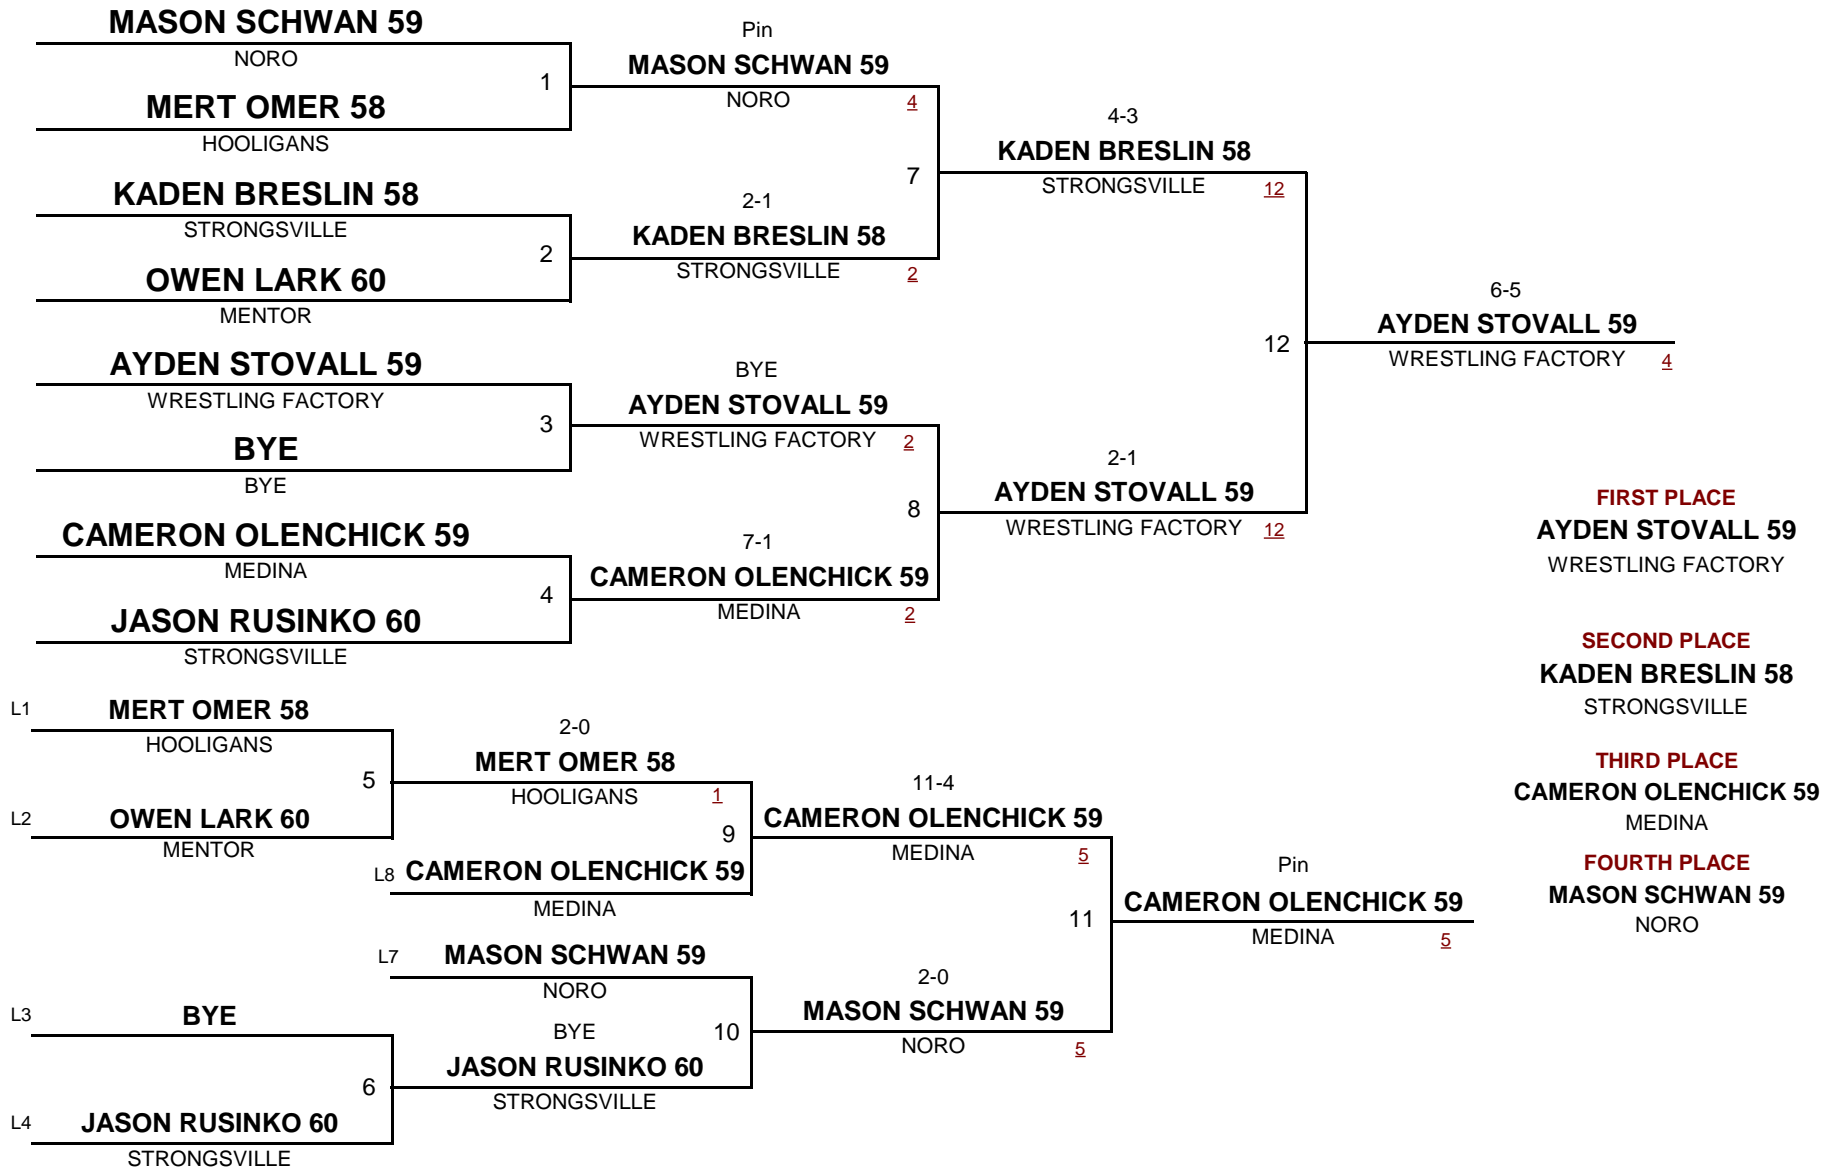 MASON SCHWAN 59
NORO
1
MERT OMER 58
HOOLIGANS
KADEN BRESLIN 58
STRONGSVILLE
2
OWEN LARK 60
MENTOR
AYDEN STOVALL 59
WRESTLING FACTORY
3
BYE
BYE
CAMERON OLENCHICK 59
MEDINA
4
JASON RUSINKO 60
STRONGSVILLE
Pin
MASON SCHWAN 59
NORO 4
7
2-1
KADEN BRESLIN 58
STRONGSVILLE 2
BYE
AYDEN STOVALL 59
WRESTLING FACTORY 2
8
7-1
CAMERON OLENCHICK 59
MEDINA 2
4-3
KADEN BRESLIN 58
STRONGSVILLE 12
12
2-1
AYDEN STOVALL 59
WRESTLING FACTORY 12
6-5
AYDEN STOVALL 59
WRESTLING FACTORY 4
L1 MERT OMER 58
HOOLIGANS
5
L2 OWEN LARK 60
MENTOR
2-0
MERT OMER 58
HOOLIGANS 1
9
L8 CAMERON OLENCHICK 59
MEDINA
L7 MASON SCHWAN 59
NORO
L3 BYE
6
L4 JASON RUSINKO 60
STRONGSVILLE
BYE
10
JASON RUSINKO 60
STRONGSVILLE
11-4
CAMERON OLENCHICK 59
MEDINA 5
11
2-0
MASON SCHWAN 59
NORO 5
Pin
CAMERON OLENCHICK 59
MEDINA 5
FIRST PLACE
AYDEN STOVALL 59
WRESTLING FACTORY
SECOND PLACE
KADEN BRESLIN 58
STRONGSVILLE
THIRD PLACE
CAMERON OLENCHICK 59
MEDINA
FOURTH PLACE
MASON SCHWAN 59
NORO